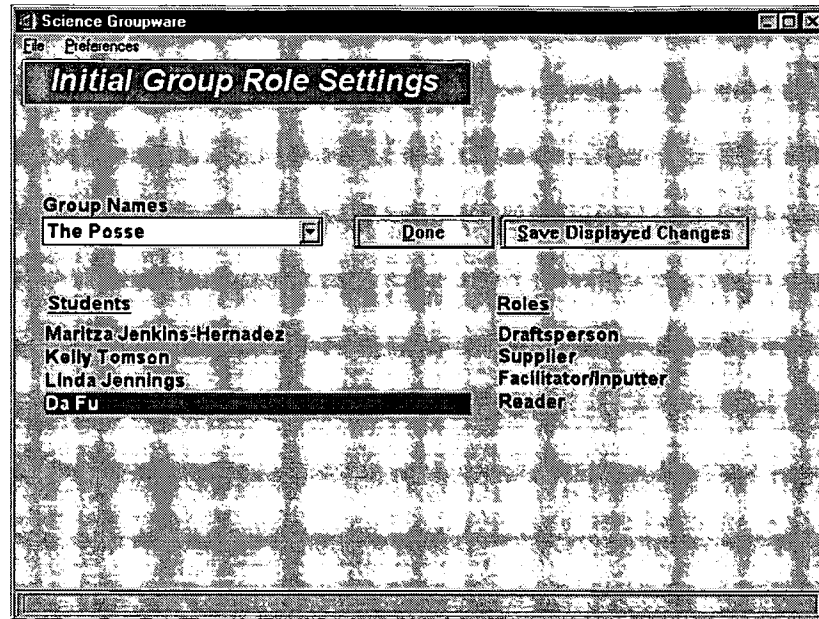 Science Groupware
File Preferences
Initial Group Role Settings
Group Names
The Posse
Done
Save Displayed Changes
Students
Roles
Maritza Jenkins-Hernadez
Draftsperson
Kelly Tomson
Supplier
Linda Jennings
Facilitator/Inputter
Da Fu
Reader